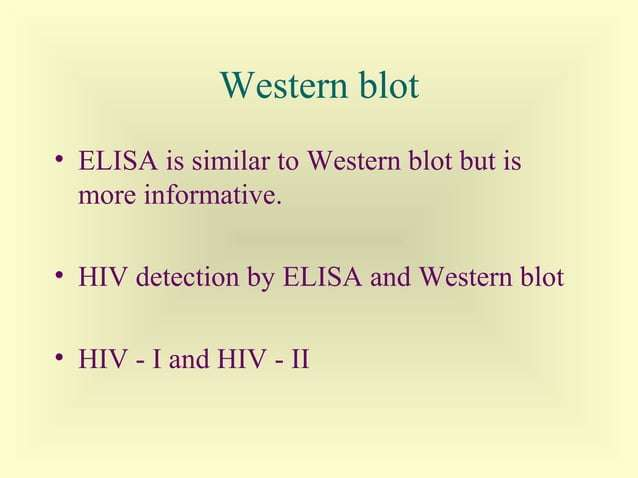 Western blot
• ELISA is similar to Western blot but is
more informative.
• HIV detection by ELISA and Western blot
• HIV - I and HIV - II